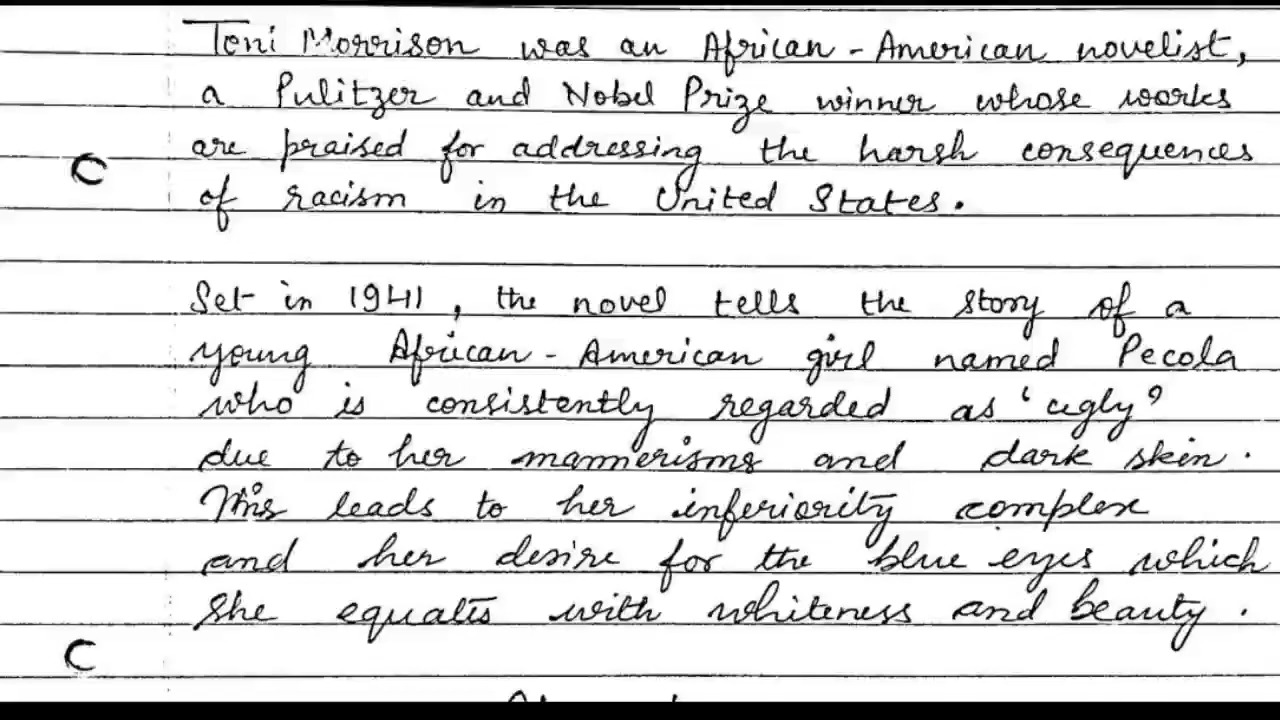 Toni Morrison was an African-American novelist,
a Pulitzer and Nobel Prize winner whose works
are praised for addressing the harsh consequences
of racism in the United States.
Set in 1941, the novel tells the story of a
young African-American girl named Pecola
who is consistently regarded as 'ugly'
due to her mannerisms and dark skin.
This leads to her inferiority complex
and her desire for the blue eyes which
she equates with whiteness and beauty.